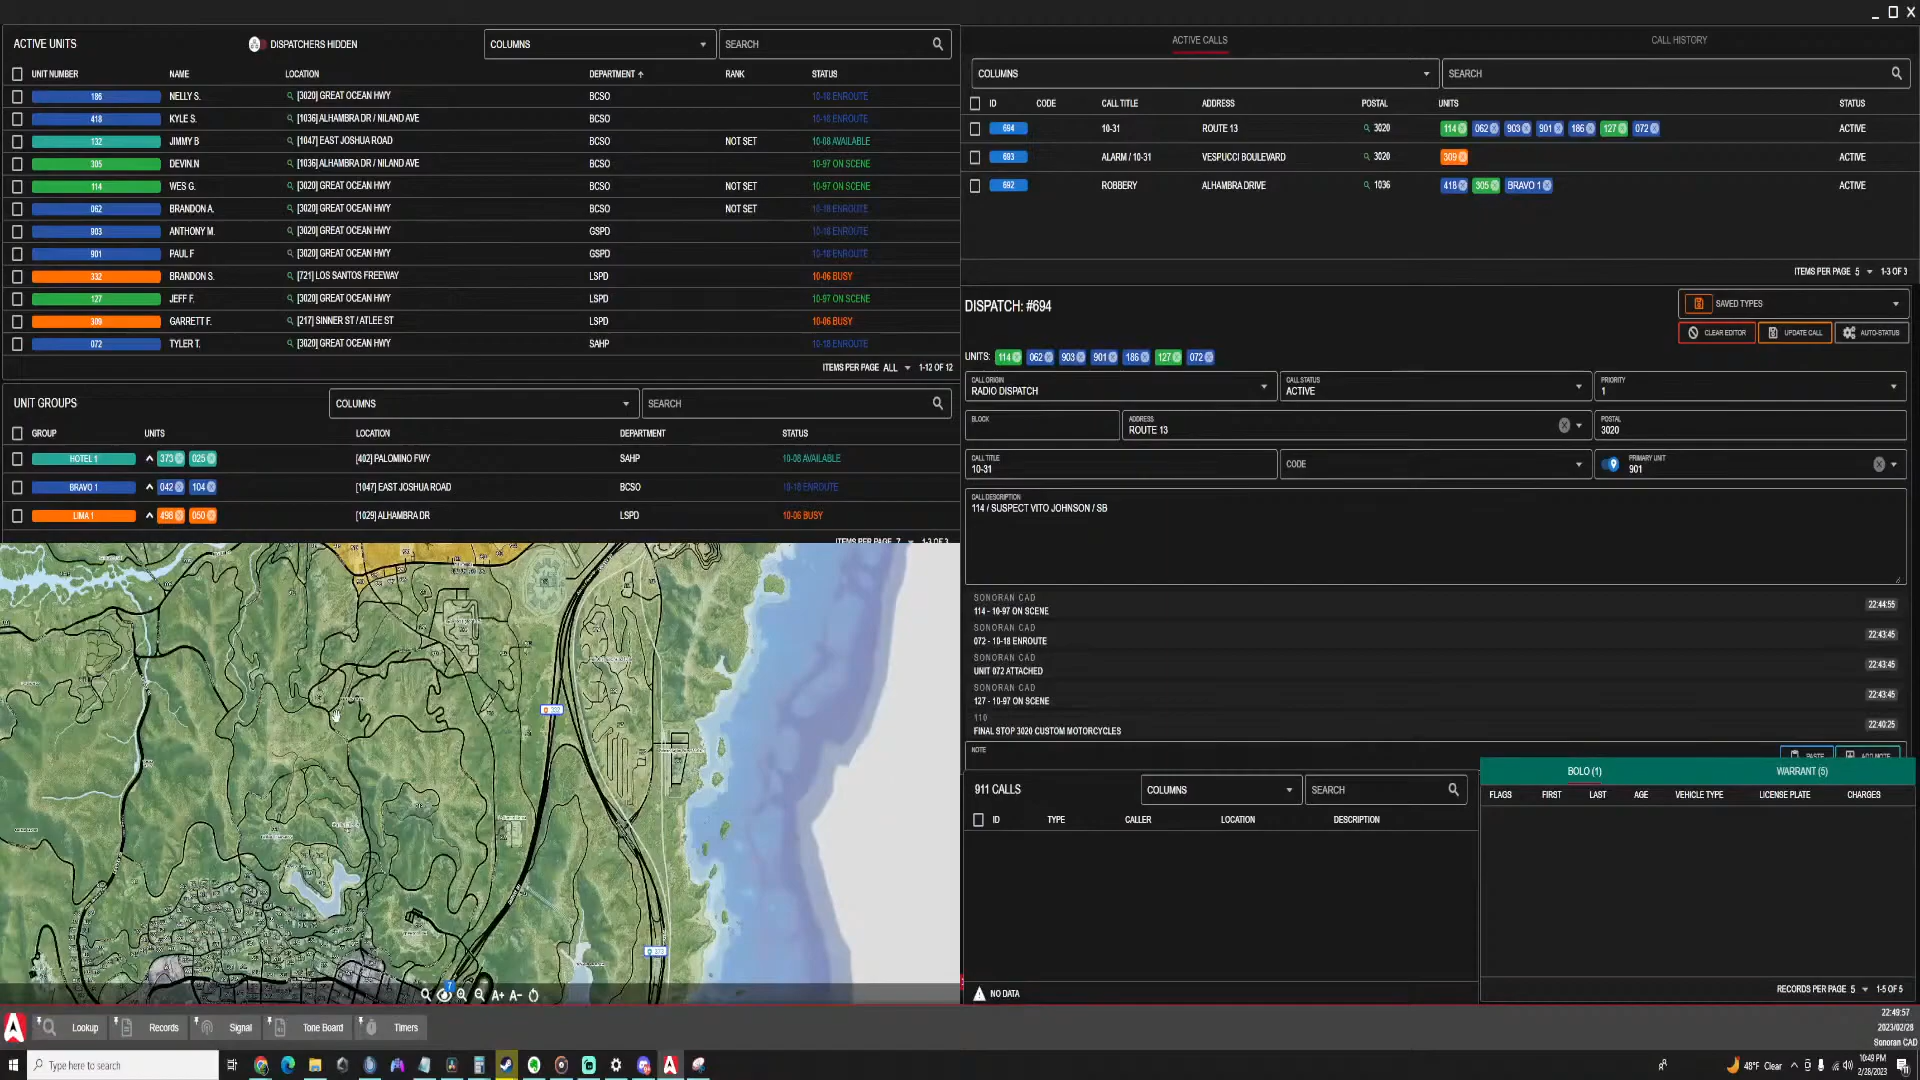 ACTIVE UNITS
DISPATCHERS HIDDEN
COLUMNS
SEARCH
UNIT NUMBER NAME LOCATION DEPARTMENT RANK STATUS
186 NELLY S. [3020] GREAT OCEAN HWY BCSO 10-18 ENROUTE
418 KYLE S. [1036] ALHAMBRA DR / NILAND AVE BCSO 10-18 ENROUTE
132 JIMMY B [1047] EAST JOSHUA ROAD BCSO NOT SET 10-08 AVAILABLE
305 DEVIN.N [1036] ALHAMBRA DR / NILAND AVE BCSO 10-97 ON SCENE
114 WES G. [3020] GREAT OCEAN HWY BCSO NOT SET 10-97 ON SCENE
062 BRANDON A. [3020] GREAT OCEAN HWY BCSO NOT SET 10-18 ENROUTE
903 ANTHONY M. [3020] GREAT OCEAN HWY GSPD 10-18 ENROUTE
901 PAUL F [3020] GREAT OCEAN HWY GSPD 10-18 ENROUTE
332 BRANDON S. [721] LOS SANTOS FREEWAY LSPD 10-06 BUSY
127 JEFF F. [3020] GREAT OCEAN HWY LSPD 10-97 ON SCENE
309 GARRETT F. [217] SINNER ST / ATLEE ST LSPD 10-06 BUSY
072 TYLER T. [3020] GREAT OCEAN HWY SAHP 10-18 ENROUTE
ITEMS PER PAGE ALL 1-12 OF 12
UNIT GROUPS
COLUMNS
SEARCH
GROUP UNITS LOCATION DEPARTMENT STATUS
HOTEL 1 373 025 [402] PALOMINO FWY SAHP 10-08 AVAILABLE
BRAVO 1 042 104 [1047] EAST JOSHUA ROAD BCSO 10-18 ENROUTE
LIMA 1 498 050 [1029] ALHAMBRA DR LSPD 10-06 BUSY
ITEMS PER PAGE 7 1-3 OF 3
332
373
7
A+ A-
ACTIVE CALLS
CALL HISTORY
COLUMNS
SEARCH
ID CODE CALL TITLE ADDRESS POSTAL UNITS STATUS
694 10-31 ROUTE 13 3020 114 062 903 901 186 127 072 ACTIVE
693 ALARM / 10-31 VESPUCCI BOULEVARD 3020 309 ACTIVE
692 ROBBERY ALHAMBRA DRIVE 1036 418 305 BRAVO 1 ACTIVE
ITEMS PER PAGE 5 1-3 OF 3
DISPATCH: #694
SAVED TYPES
CLEAR EDITOR UPDATE CALL AUTO-STATUS
UNITS: 114 062 903 901 186 127 072
CALL ORIGIN
RADIO DISPATCH
CALL STATUS
ACTIVE
PRIORITY
1
BLOCK
ADDRESS
ROUTE 13
POSTAL
3020
CALL TITLE
10-31
CODE
PRIMARY UNIT
901
CALL DESCRIPTION
114 / SUSPECT VITO JOHNSON / SB
SONORAN CAD
114 - 10-97 ON SCENE 22:44:55
SONORAN CAD
072 - 10-18 ENROUTE 22:43:45
SONORAN CAD
UNIT 072 ATTACHED 22:43:45
SONORAN CAD
127 - 10-97 ON SCENE 22:43:45
110
FINAL STOP 3020 CUSTOM MOTORCYCLES 22:40:25
NOTE
PASTE ADD NOTE
911 CALLS
COLUMNS
SEARCH
ID TYPE CALLER LOCATION DESCRIPTION
NO DATA
BOLO (1) WARRANT (5)
FLAGS FIRST LAST AGE VEHICLE TYPE LICENSE PLATE CHARGES
RECORDS PER PAGE 5 1-5 OF 5
Lookup Records Signal Tone Board Timers
22:49:57
2023/02/28
Sonoran CAD
Type here to search
48°F Clear
10:49 PM
2/28/2023